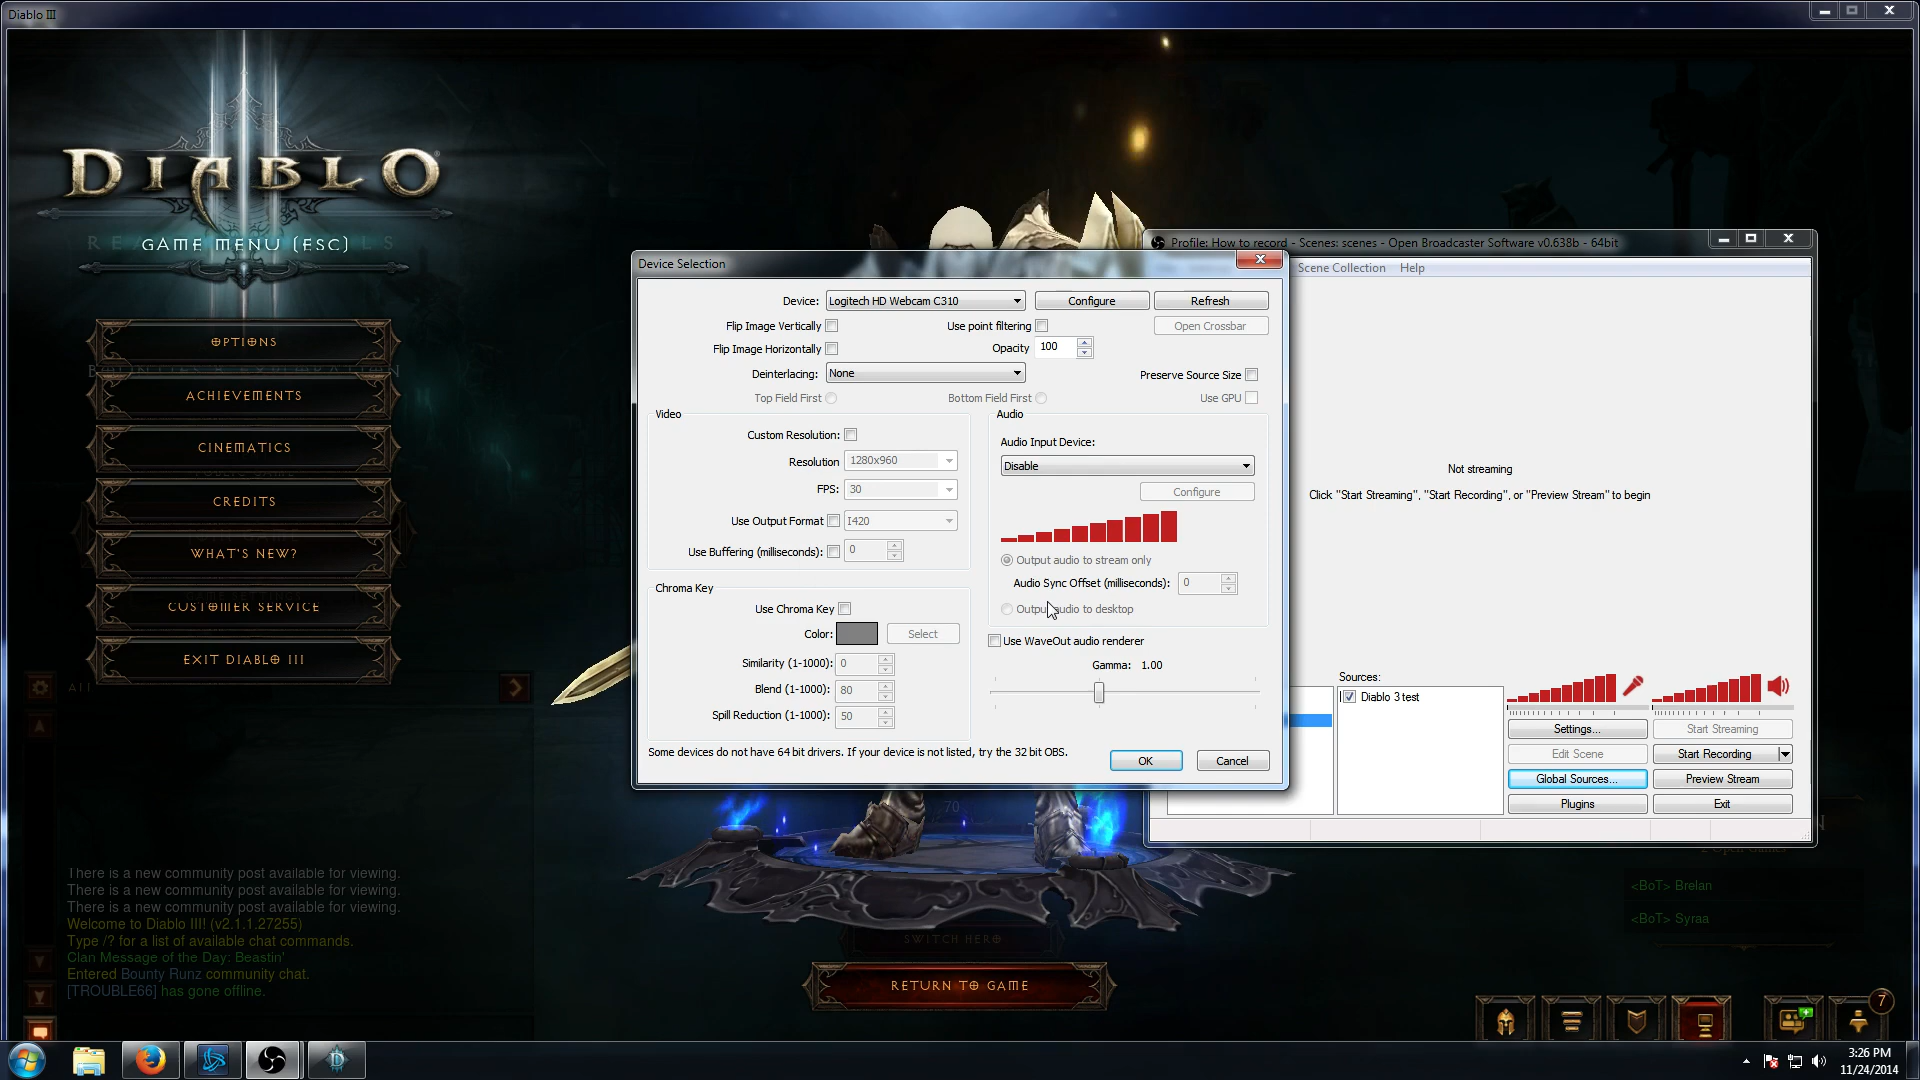 Diablo III
DIABLO
GAME MENU (ESC)
OPTIONS
ACHIEVEMENTS
CINEMATICS
CREDITS
WHAT'S NEW?
CUSTOMER SERVICE
EXIT DIABLO III
All
There is a new community post available for viewing.
There is a new community post available for viewing.
There is a new community post available for viewing.
Welcome to Diablo III! (v2.1.1.27255)
Type /? for a list of available chat commands.
Clan Message of the Day: Beastin'
Entered Bounty Runz community chat.
[TROUBLE66] has gone offline.
Device Selection
Device: Logitech HD Webcam C310 Configure Refresh
Flip Image Vertically Use point filtering Open Crossbar
Flip Image Horizontally Opacity 100
Deinterlacing: None Preserve Source Size
Top Field First Bottom Field First Use GPU
Video
Custom Resolution:
Resolution 1280x960
FPS: 30
Use Output Format I420
Use Buffering (milliseconds): 0
Chroma Key
Use Chroma Key
Color: Select
Similarity (1-1000): 0
Blend (1-1000): 80
Spill Reduction (1-1000): 50
Audio
Audio Input Device:
Disable
Configure
Output audio to stream only
Audio Sync Offset (milliseconds): 0
Output audio to desktop
Use WaveOut audio renderer
Gamma: 1.00
Some devices do not have 64 bit drivers. If your device is not listed, try the 32 bit OBS.
OK Cancel
Profile: How to record - Scenes: scenes - Open Broadcaster Software v0.638b - 64bit
Scene Collection Help
Not streaming
Click "Start Streaming", "Start Recording", or "Preview Stream" to begin
Sources:
Diablo 3 test
Settings... Start Streaming
Edit Scene Start Recording
Global Sources... Preview Stream
Plugins Exit
70
<BoT> Brelan
<BoT> Syraa
SWITCH HERO
RETURN TO GAME
7
3:26 PM
11/24/2014